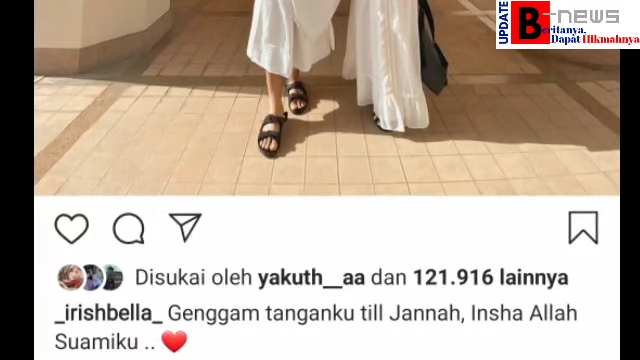 UPDATE
B-NEWS
Beritanya,
Dapat Hikmahnya
Disukai oleh yakuth__aa dan 121.916 lainnya
_irishbella_ Genggam tanganku till Jannah, Insha Allah
Suamiku .. ❤️